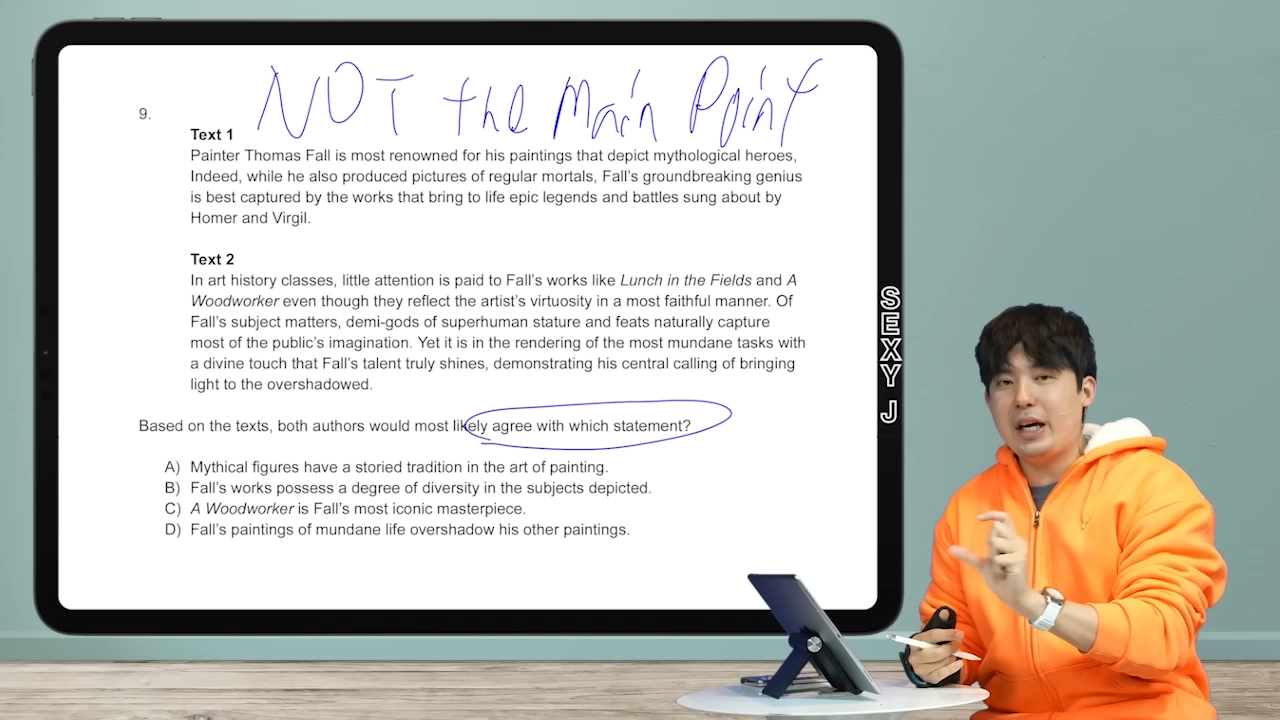 NOT the Main Point
9.
Text 1
Painter Thomas Fall is most renowned for his paintings that depict mythological heroes,
Indeed, while he also produced pictures of regular mortals, Fall's groundbreaking genius
is best captured by the works that bring to life epic legends and battles sung about by
Homer and Virgil.
Text 2
In art history classes, little attention is paid to Fall's works like Lunch in the Fields and A
Woodworker even though they reflect the artist's virtuosity in a most faithful manner. Of
Fall's subject matters, demi-gods of superhuman stature and feats naturally capture
most of the public's imagination. Yet it is in the rendering of the most mundane tasks with
a divine touch that Fall's talent truly shines, demonstrating his central calling of bringing
light to the overshadowed.
Based on the texts, both authors would most likely agree with which statement?
A) Mythical figures have a storied tradition in the art of painting.
B) Fall's works possess a degree of diversity in the subjects depicted.
C) A Woodworker is Fall's most iconic masterpiece.
D) Fall's paintings of mundane life overshadow his other paintings.
SEXY J